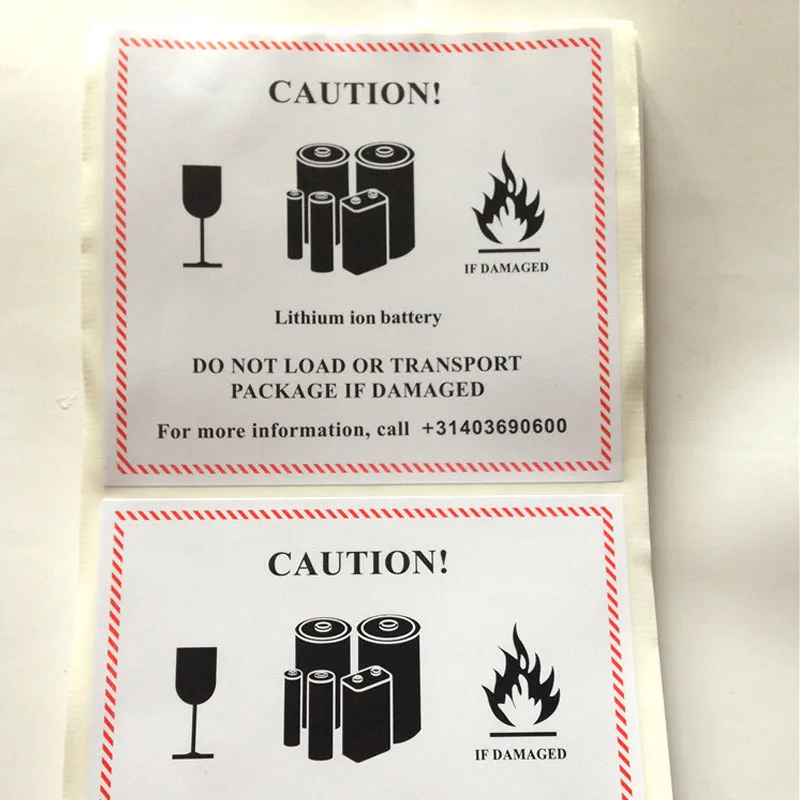 CAUTION!
IF DAMAGED
Lithium ion battery
DO NOT LOAD OR TRANSPORT
PACKAGE IF DAMAGED
For more information, call +31403690600
CAUTION!
IF DAMAGED